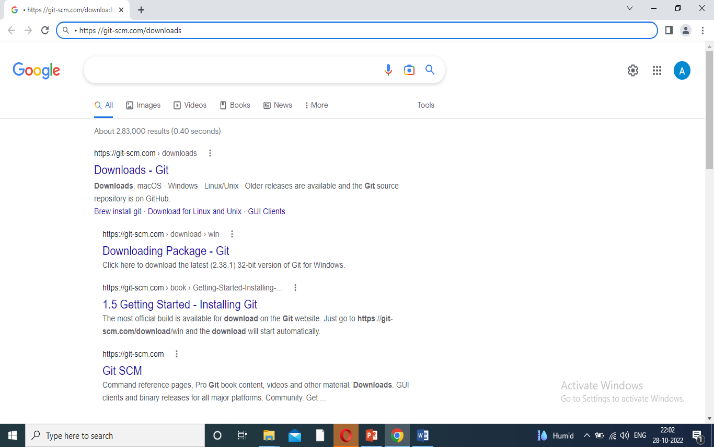 • https://git-scm.com/download:
• https://git-scm.com/downloads
Google
A
All Images Videos Books News More Tools
About 2,83,000 results (0.40 seconds)
https://git-scm.com › downloads
Downloads - Git
Downloads. macOS · Windows · Linux/Unix · Older releases are available and the Git source
repository is on GitHub.
Brew install git · Download for Linux and Unix · GUI Clients
https://git-scm.com › download › win
Downloading Package - Git
Click here to download the latest (2.38.1) 32-bit version of Git for Windows.
https://git-scm.com › book › Getting-Started-Installing-...
1.5 Getting Started - Installing Git
The most official build is available for download on the Git website. Just go to https://git-
scm.com/download/win and the download will start automatically.
https://git-scm.com
Git SCM
Command reference pages, Pro Git book content, videos and other material. Downloads. GUI
clients and binary releases for all major platforms. Community. Get ...
Activate Windows
Go to Settings to activate Windows.
Type here to search
Humid
ENG
22:02
28-10-2022
1